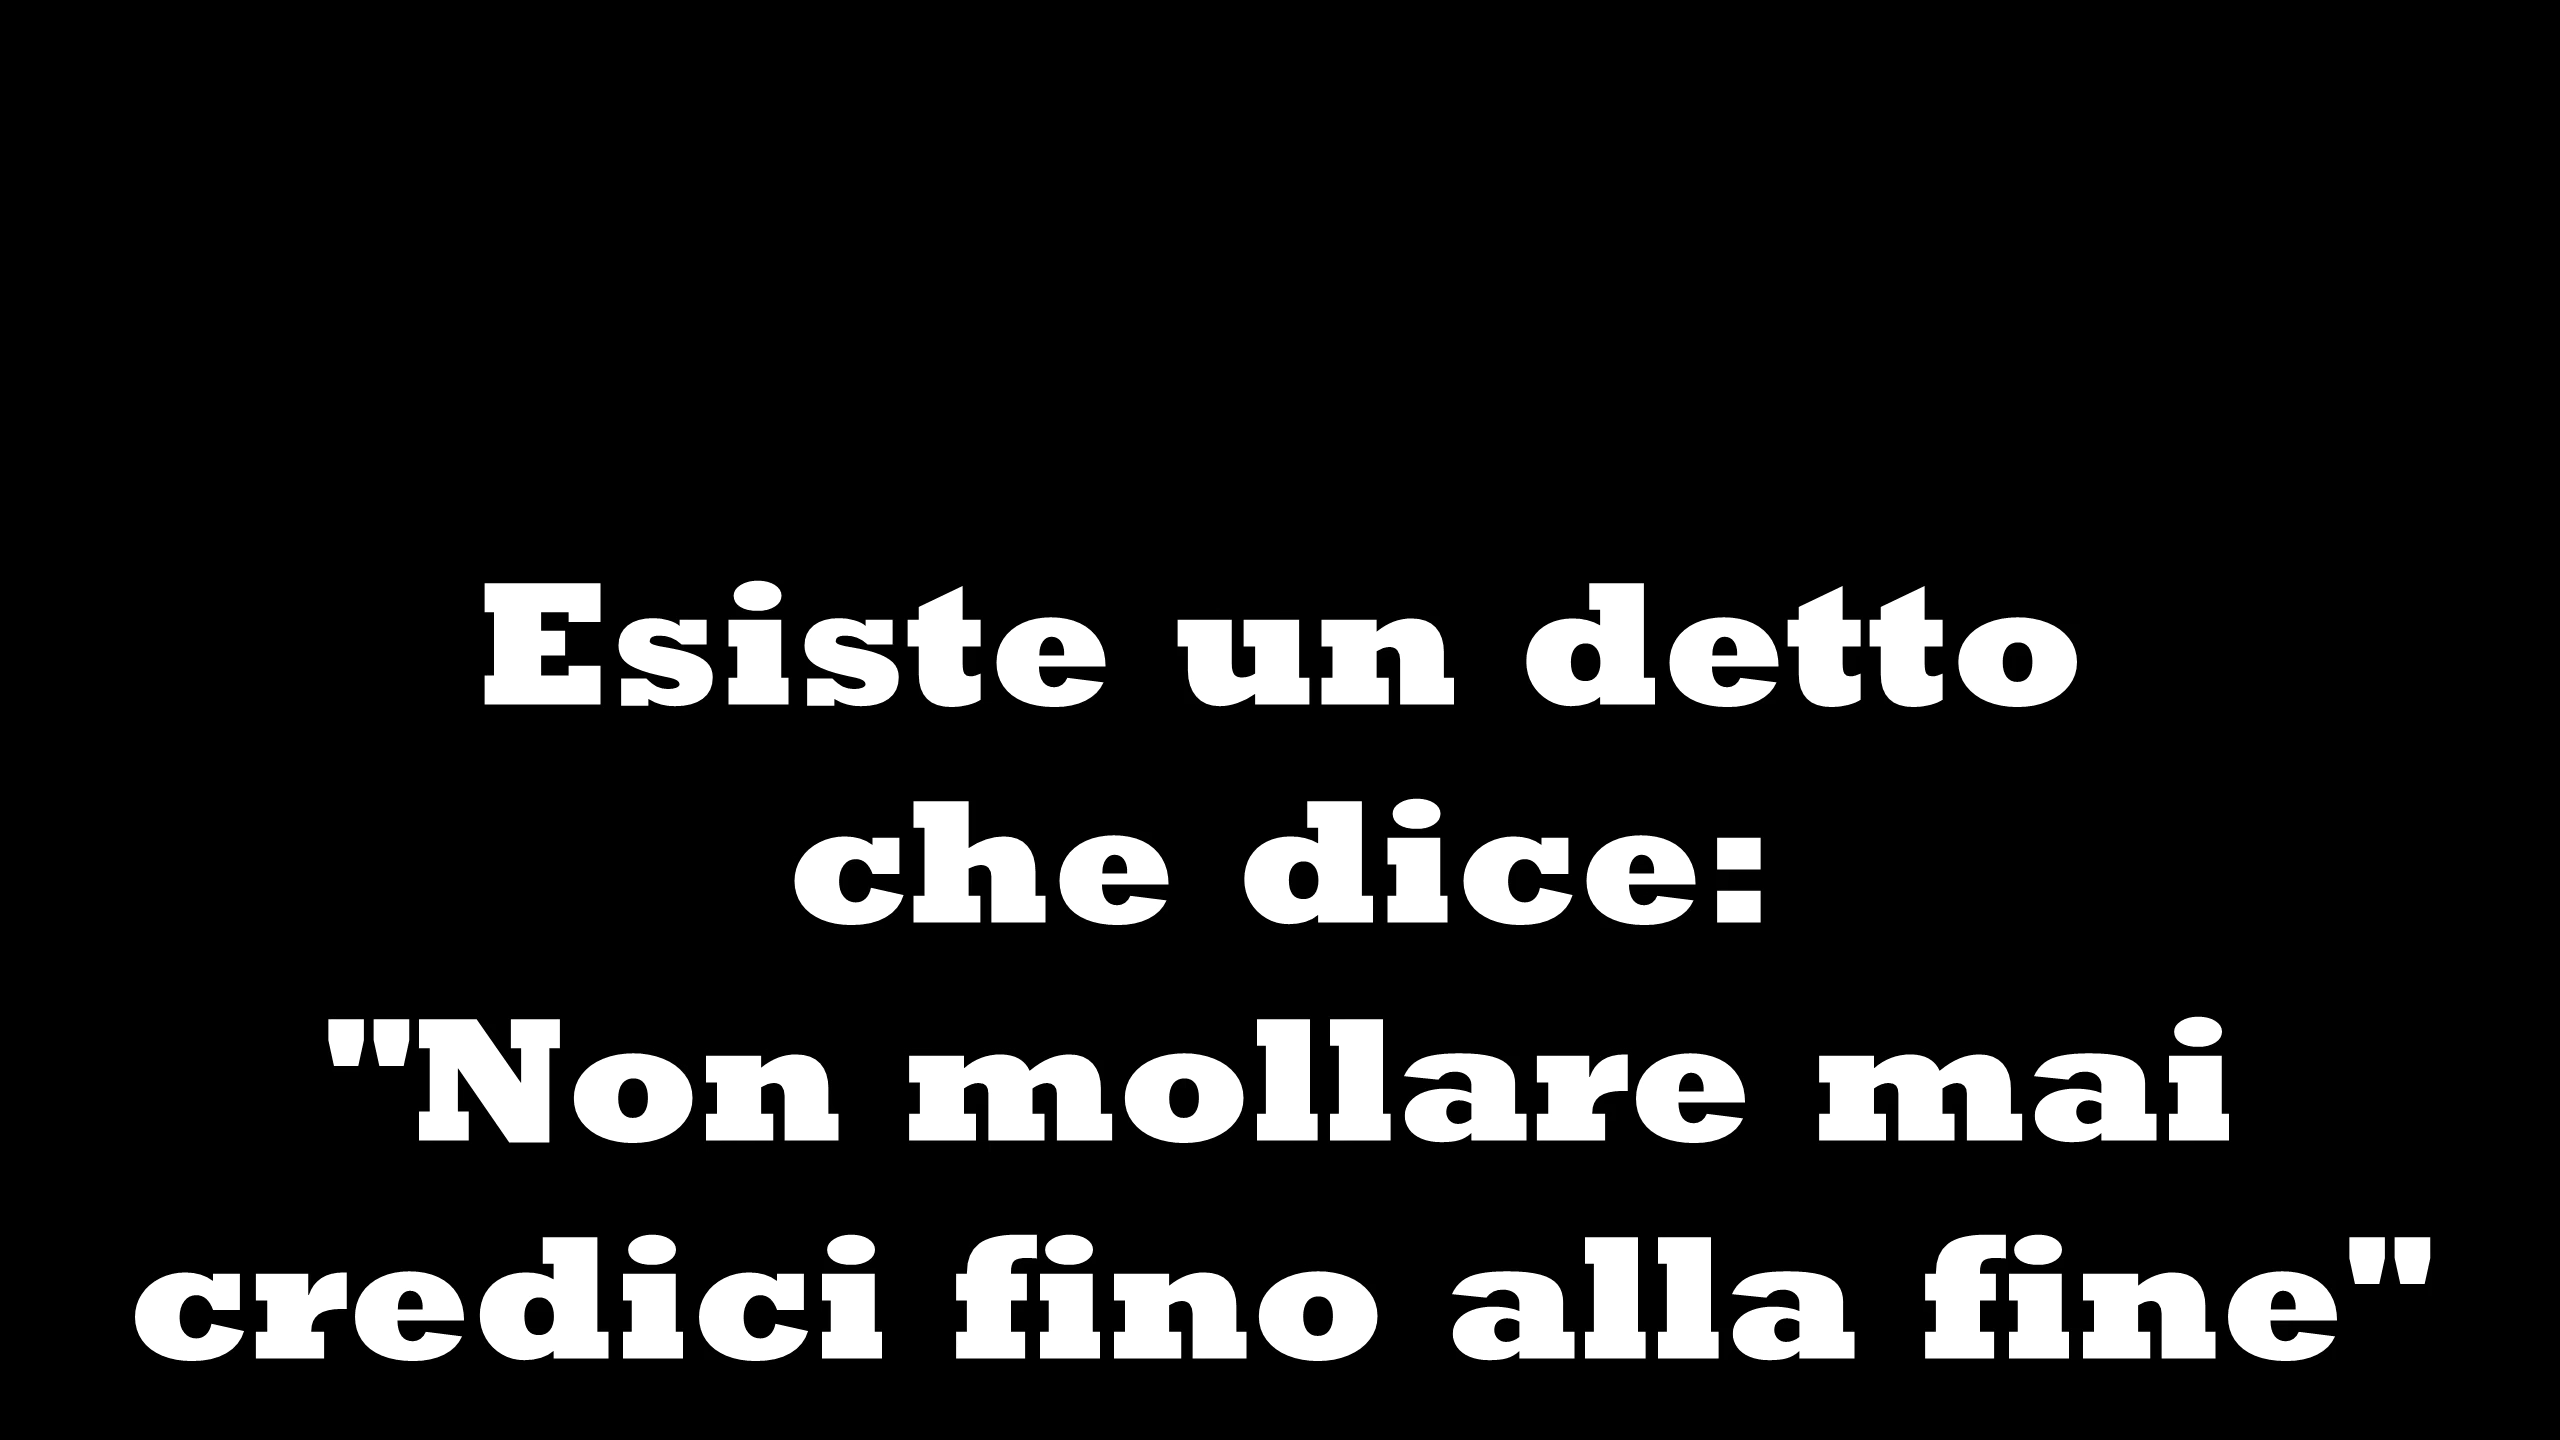 Esiste un detto
che dice:
"Non mollare mai
credici fino alla fine"